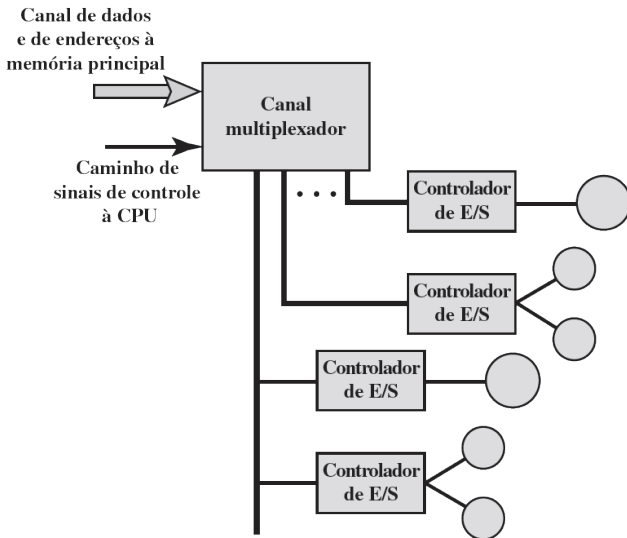 Canal de dados
e de endereços à
memória principal
Canal
multiplexador
Caminho de
sinais de controle
à CPU
Controlador
de E/S
Controlador
de E/S
Controlador
de E/S
Controlador
de E/S